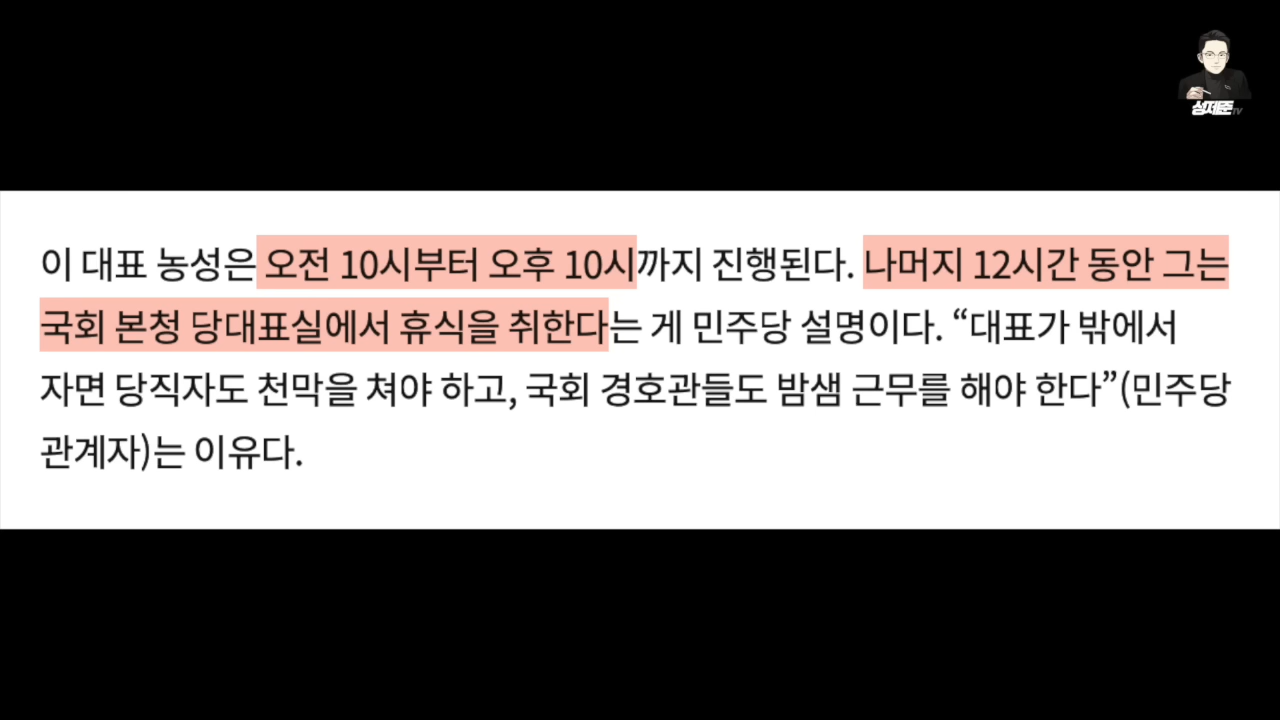 성제준TV
이 대표 농성은 오전 10시부터 오후 10시까지 진행된다. 나머지 12시간 동안 그는
국회 본청 당대표실에서 휴식을 취한다는 게 민주당 설명이다. “대표가 밖에서
자면 당직자도 천막을 쳐야 하고, 국회 경호관들도 밤샘 근무를 해야 한다”(민주당
관계자)는 이유다.